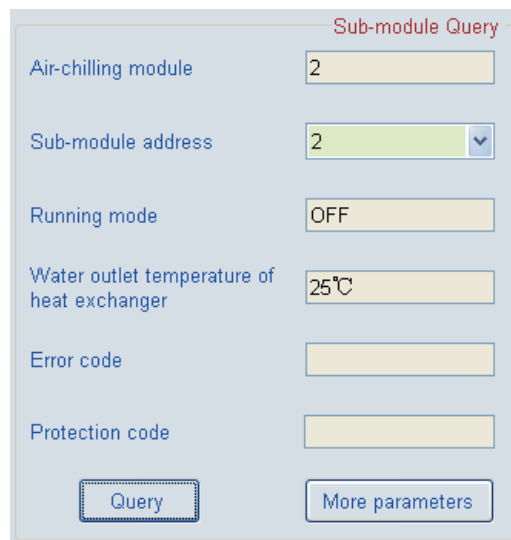 Sub-module Query
Air-chilling module 2
Sub-module address 2
Running mode OFF
Water outlet temperature of
heat exchanger 25℃
Error code
Protection code
Query More parameters